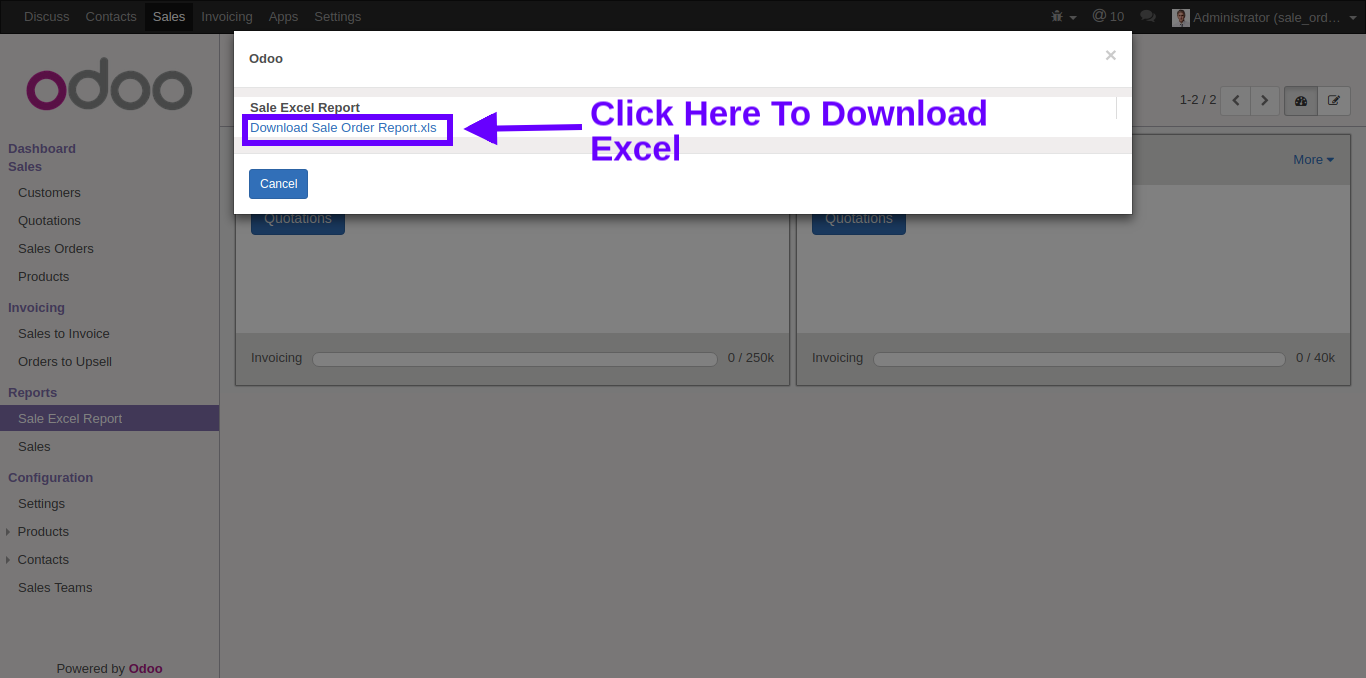 Discuss Contacts Sales Invoicing Apps Settings @ 10 Administrator (sale_ord...
odoo
Dashboard
Sales
Customers
Quotations
Sales Orders
Products
Invoicing
Sales to Invoice
Orders to Upsell
Reports
Sale Excel Report
Sales
Configuration
Settings
Products
Contacts
Sales Teams
Powered by Odoo
Odoo ×
Sale Excel Report
Download Sale Order Report.xls
Click Here To Download
Excel
Cancel
1-2 / 2
More
Quotations Quotations
Invoicing 0 / 250k Invoicing 0 / 40k